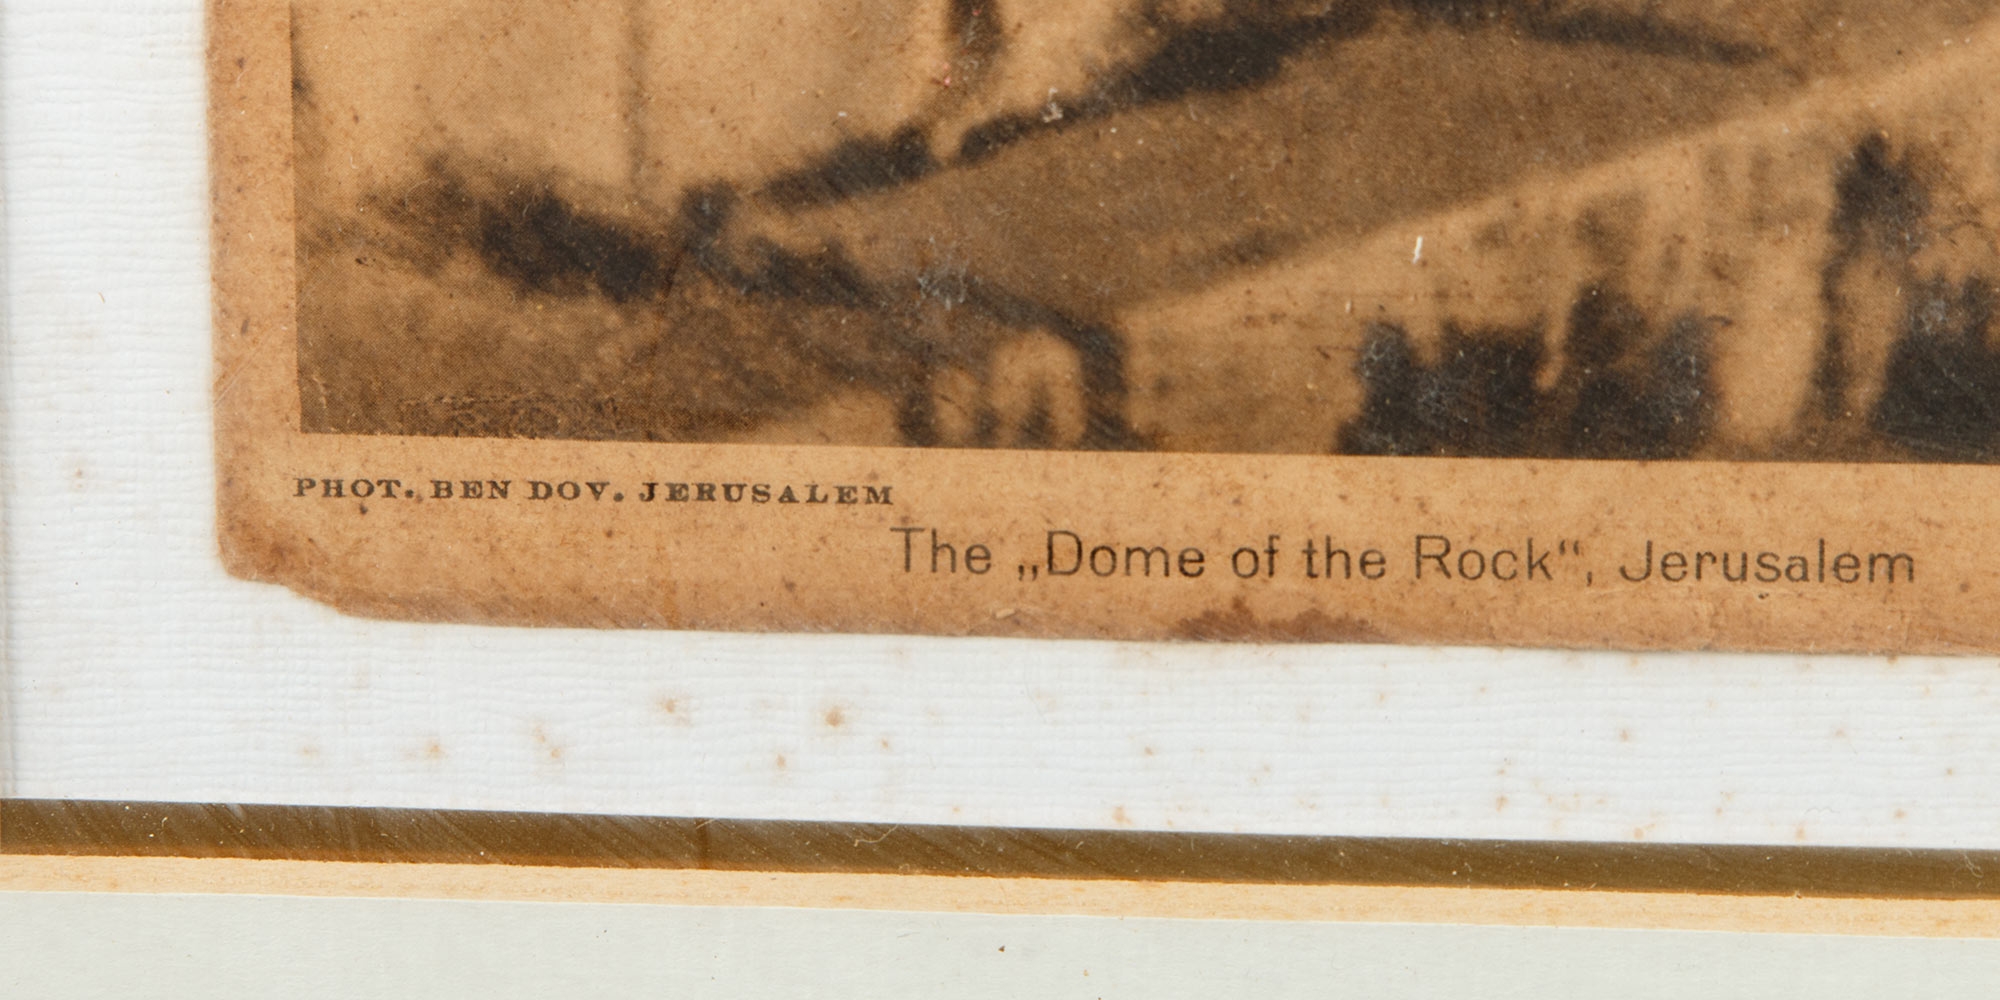 PHOT. BEN DOV. JERUSALEM
The „Dome of the Rock“, Jerusalem